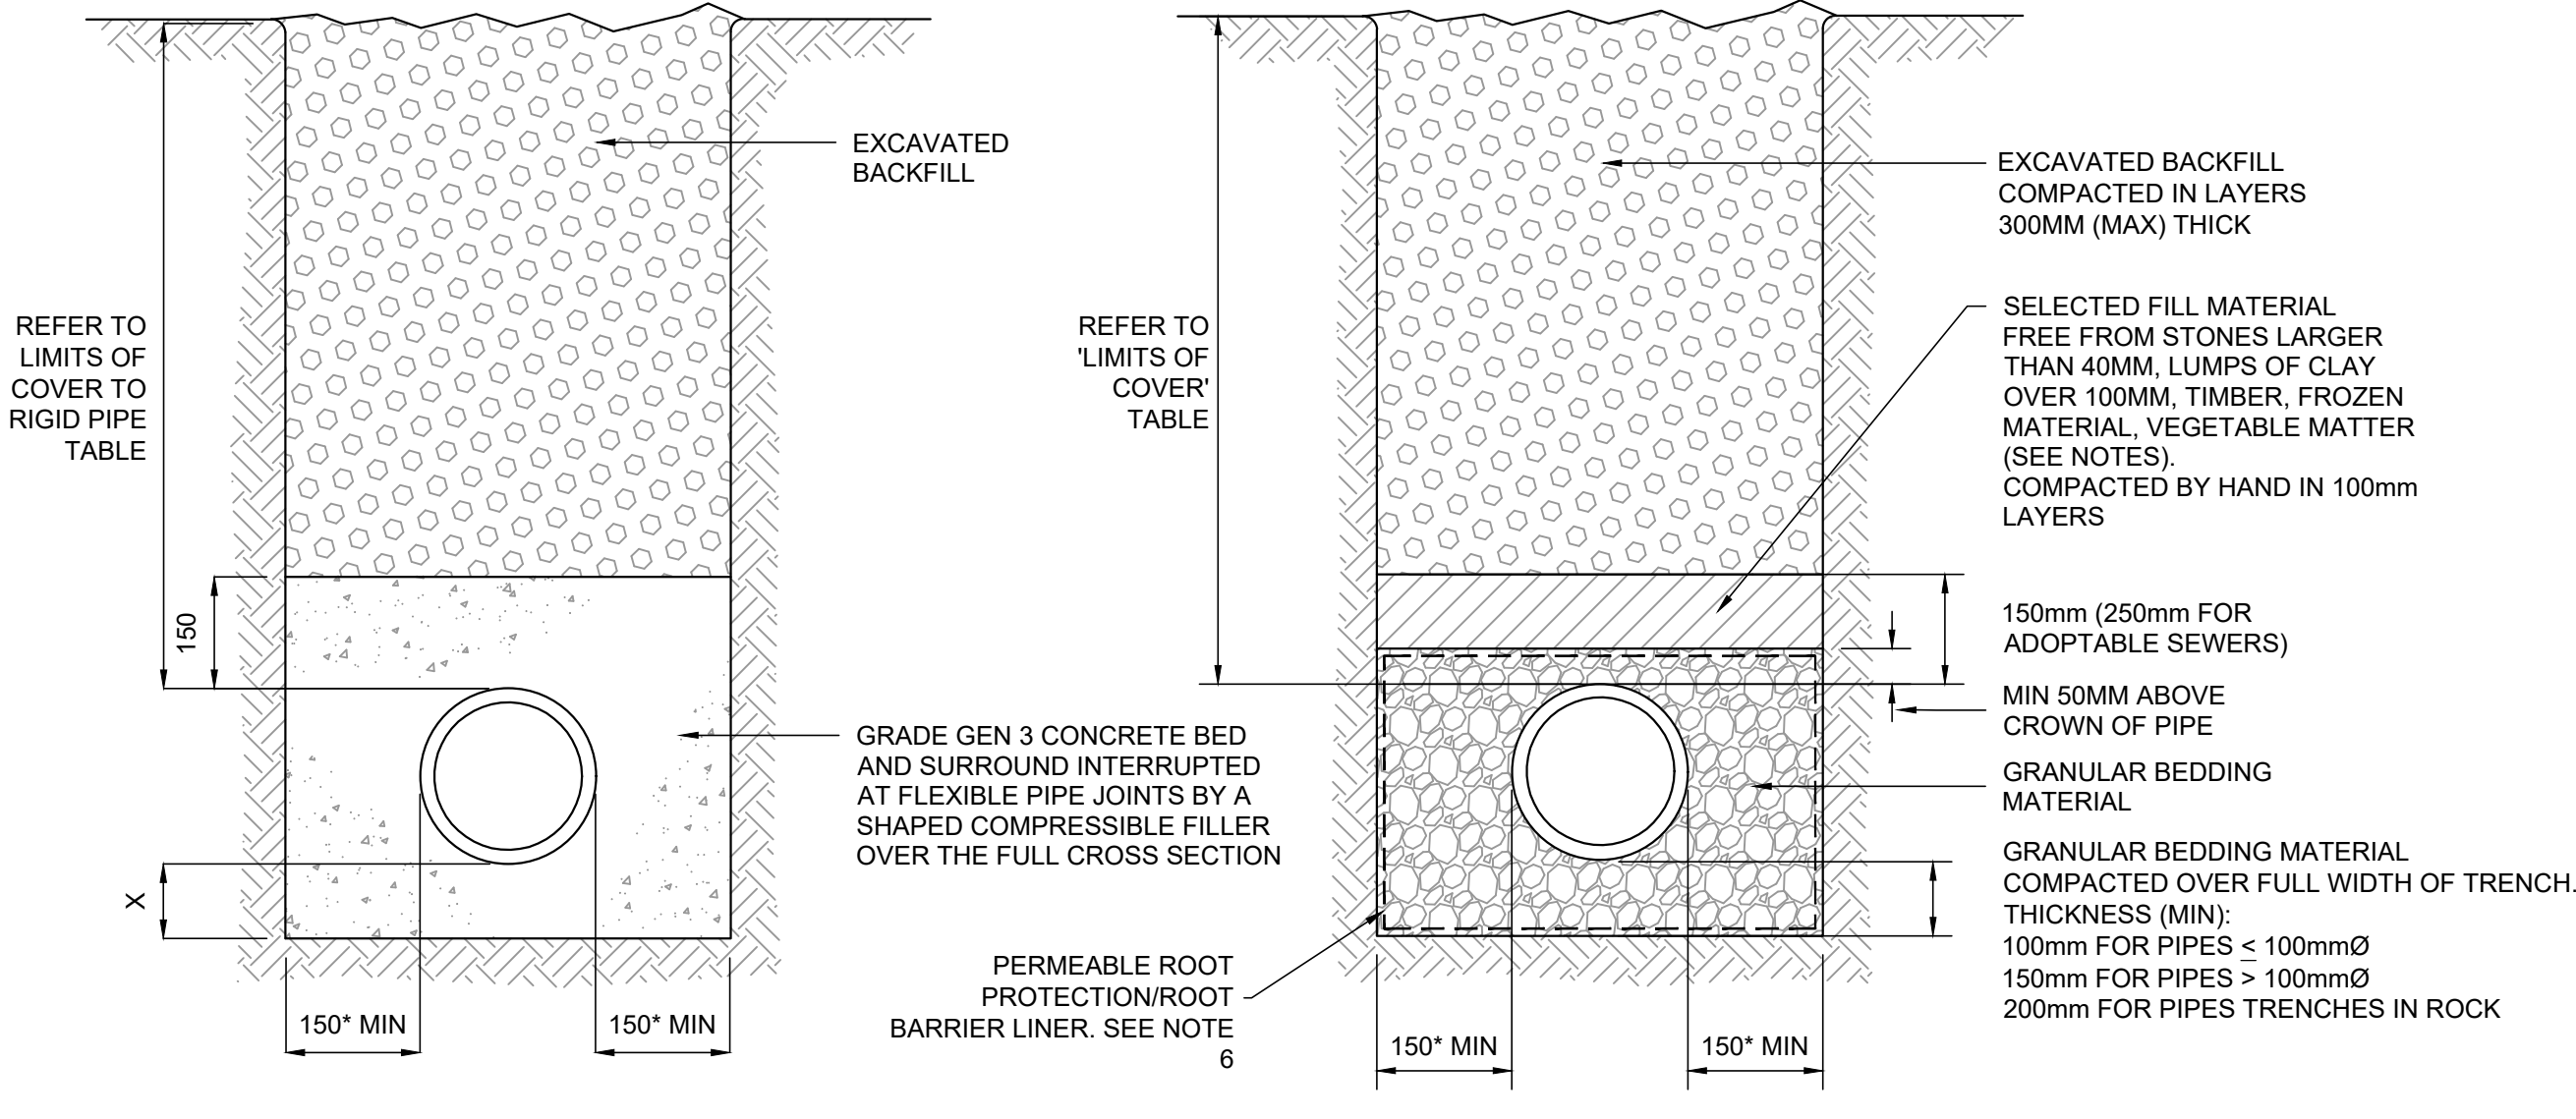 EXCAVATED
BACKFILL
REFER TO
LIMITS OF
COVER TO
RIGID PIPE
TABLE
150
GRADE GEN 3 CONCRETE BED
AND SURROUND INTERRUPTED
AT FLEXIBLE PIPE JOINTS BY A
SHAPED COMPRESSIBLE FILLER
OVER THE FULL CROSS SECTION
X
150* MIN
150* MIN
EXCAVATED BACKFILL
COMPACTED IN LAYERS
300MM (MAX) THICK
REFER TO
'LIMITS OF
COVER'
TABLE
SELECTED FILL MATERIAL
FREE FROM STONES LARGER
THAN 40MM, LUMPS OF CLAY
OVER 100MM, TIMBER, FROZEN
MATERIAL, VEGETABLE MATTER
(SEE NOTES).
COMPACTED BY HAND IN 100mm
LAYERS
150mm (250mm FOR
ADOPTABLE SEWERS)
MIN 50MM ABOVE
CROWN OF PIPE
GRANULAR BEDDING
MATERIAL
GRANULAR BEDDING MATERIAL
COMPACTED OVER FULL WIDTH OF TRENCH.
THICKNESS (MIN):
100mm FOR PIPES ≤ 100mmØ
150mm FOR PIPES > 100mmØ
200mm FOR PIPES TRENCHES IN ROCK
PERMEABLE ROOT
PROTECTION/ROOT
BARRIER LINER. SEE NOTE
6
150* MIN
150* MIN